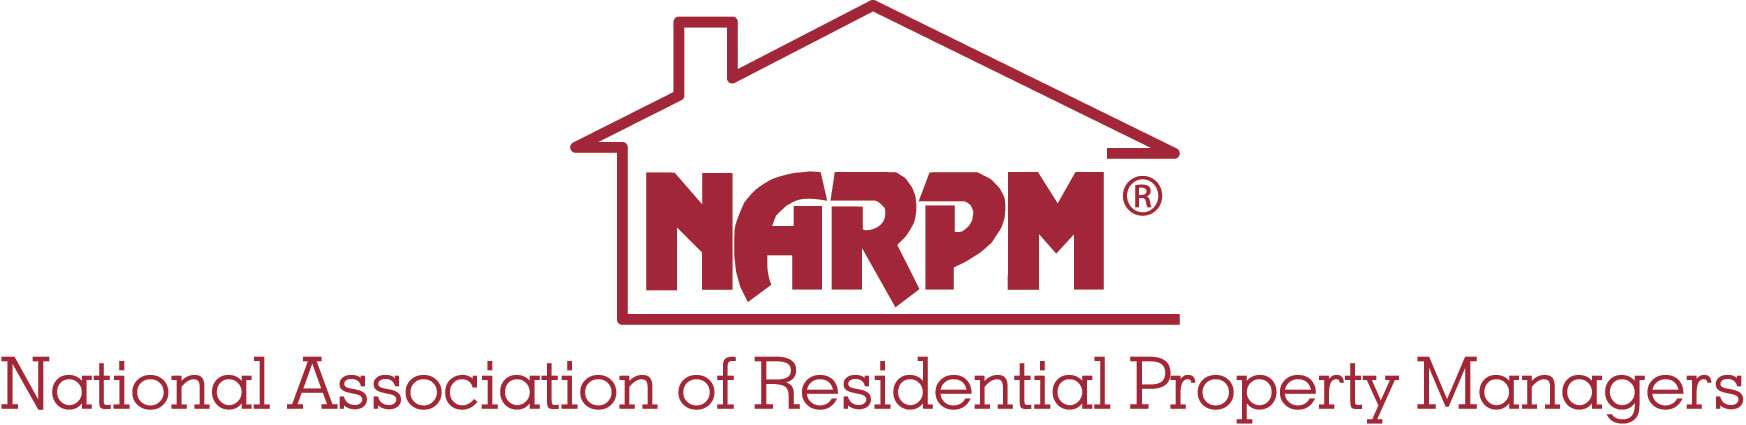 NARPM®
National Association of Residential Property Managers